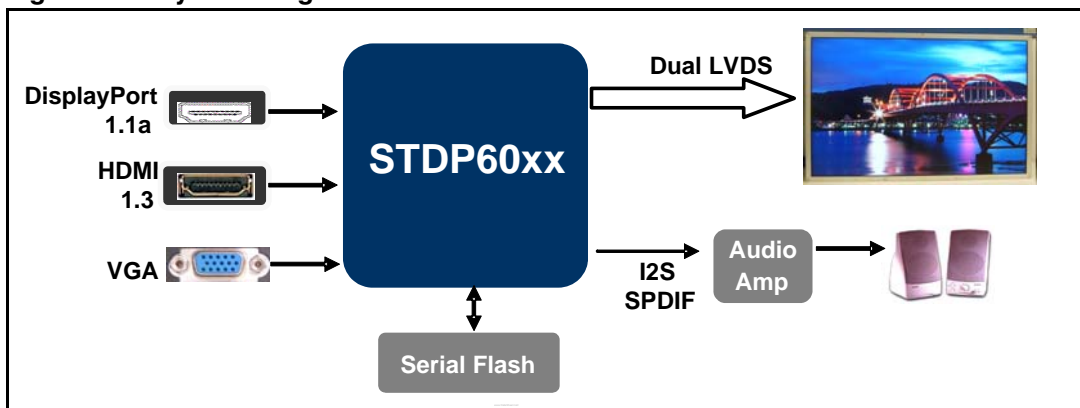 DisplayPort
1.1a
HDMI
1.3
VGA
STDP60xx
Serial Flash
Dual LVDS
I2S
SPDIF
Audio
Amp